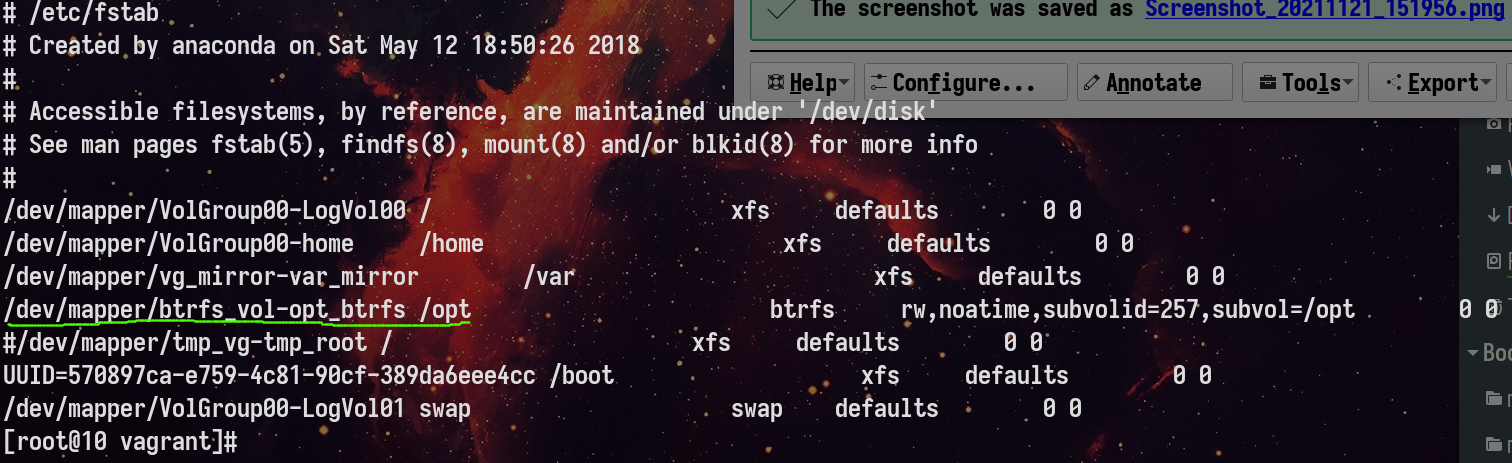 # /etc/fstab
The screenshot was saved as Screenshot_20211121_151956.png
# Created by anaconda on Sat May 12 18:50:26 2018
#
Help Configure... Annotate Tools Export
# Accessible filesystems, by reference, are maintained under '/dev/disk'
# See man pages fstab(5), findfs(8), mount(8) and/or blkid(8) for more info
#
/dev/mapper/VolGroup00-LogVol00 / xfs defaults 0 0
/dev/mapper/VolGroup00-home /home xfs defaults 0 0
/dev/mapper/vg_mirror-var_mirror /var xfs defaults 0 0
/dev/mapper/btrfs_vol-opt_btrfs /opt btrfs rw,noatime,subvolid=257,subvol=/opt 0 0
#/dev/mapper/tmp_vg-tmp_root / xfs defaults 0 0
UUID=570897ca-e759-4c81-90cf-389da6eee4cc /boot xfs defaults 0 0
/dev/mapper/VolGroup00-LogVol01 swap swap defaults 0 0
[root@10 vagrant]#